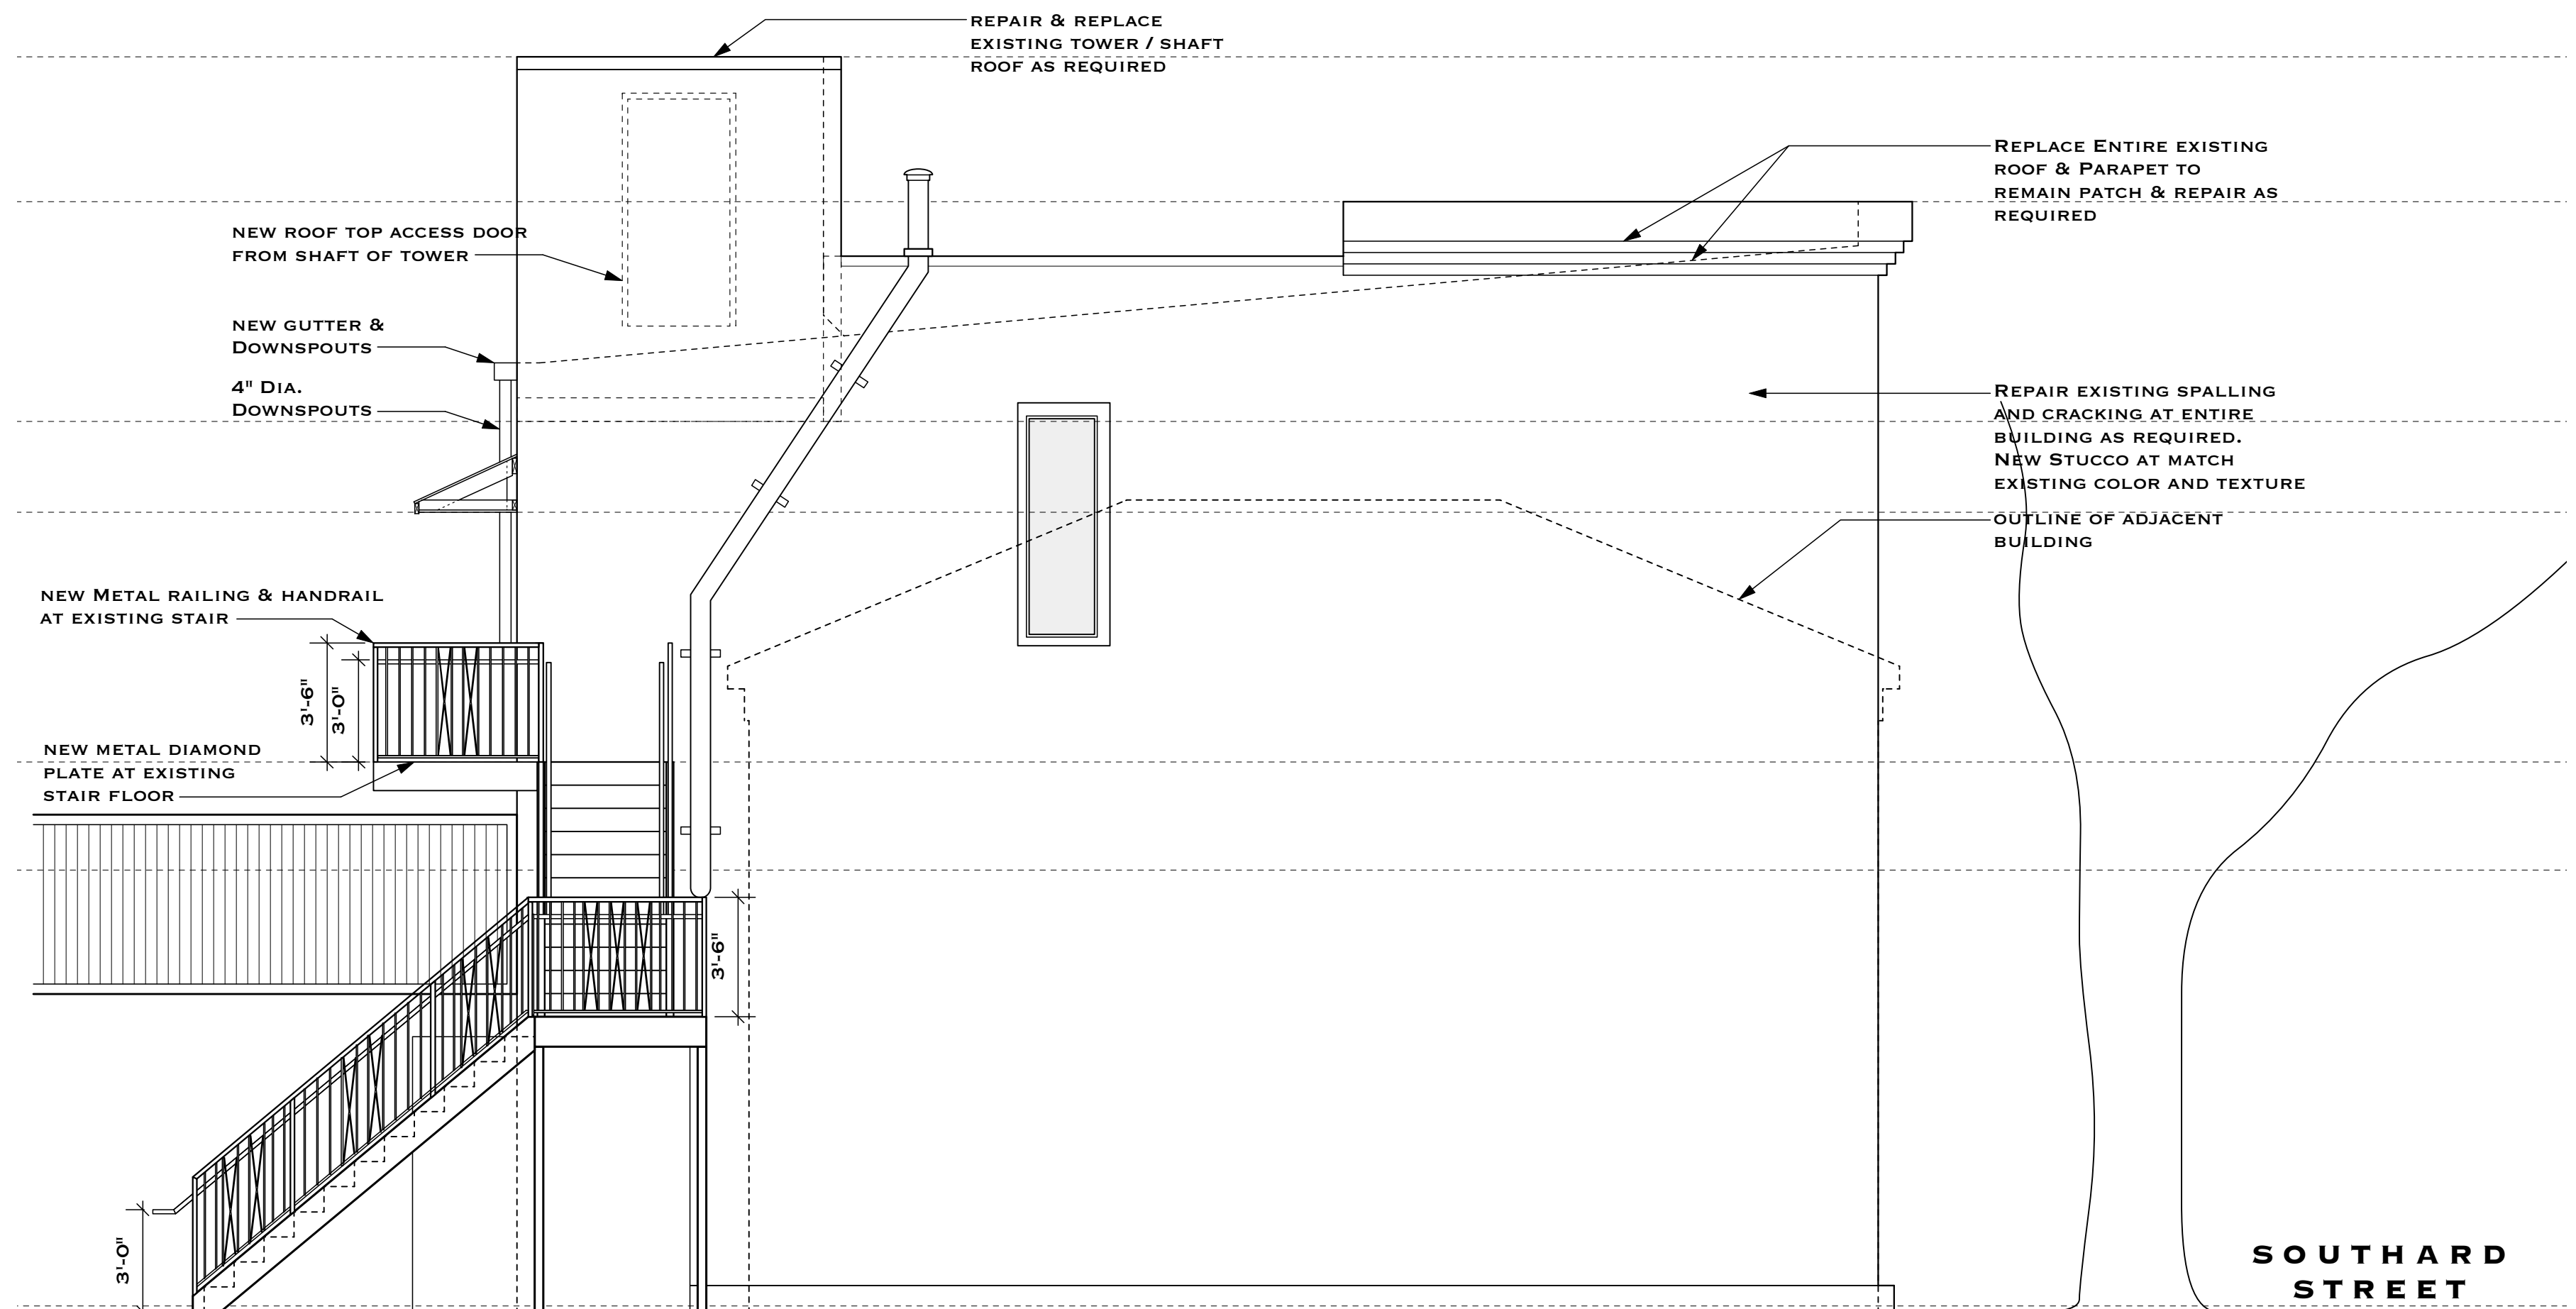 REPAIR & REPLACE
EXISTING TOWER / SHAFT
ROOF AS REQUIRED
REPLACE ENTIRE EXISTING
ROOF & PARAPET TO
REMAIN PATCH & REPAIR AS
REQUIRED
NEW ROOF TOP ACCESS DOOR
FROM SHAFT OF TOWER
NEW GUTTER &
DOWNSPOUTS
4" DIA.
DOWNSPOUTS
REPAIR EXISTING SPALLING
AND CRACKING AT ENTIRE
BUILDING AS REQUIRED.
NEW STUCCO AT MATCH
EXISTING COLOR AND TEXTURE
OUTLINE OF ADJACENT
BUILDING
NEW METAL RAILING & HANDRAIL
AT EXISTING STAIR
3'-6"
3'-0"
NEW METAL DIAMOND
PLATE AT EXISTING
STAIR FLOOR
3'-6"
3'-0"
SOUTHARD
STREET